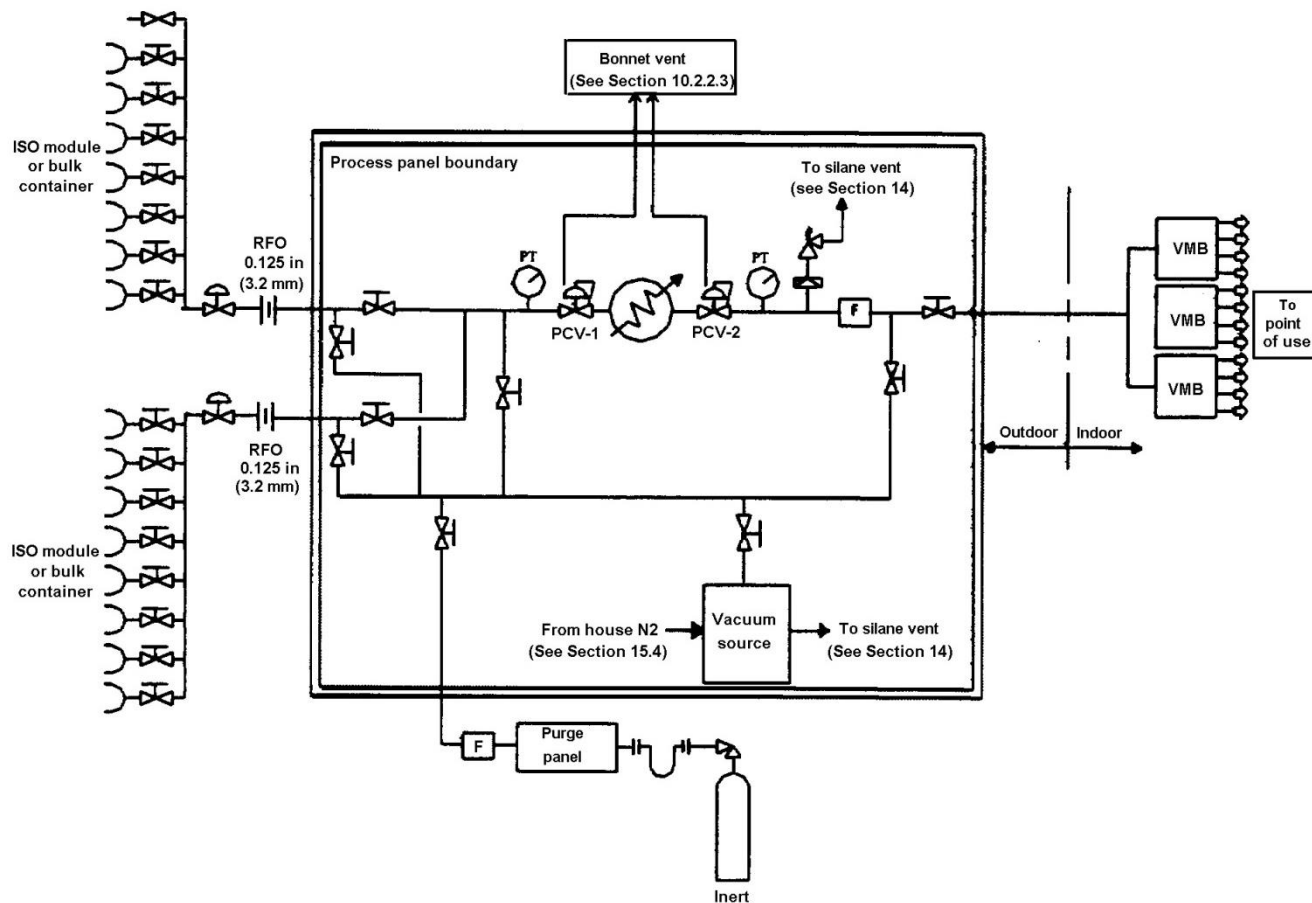 Bonnet vent
(See Section 10.2.2.3)
ISO module
or bulk
container
Process panel boundary
To silane vent
(see Section 14)
RFO
0.125 in
(3.2 mm)
PT
PT
PCV-1
PCV-2
F
VMB
VMB
VMB
To
point
of use
RFO
0.125 in
(3.2 mm)
Outdoor
Indoor
ISO module
or bulk
container
From house N2
(See Section 15.4)
Vacuum
source
To silane vent
(See Section 14)
F
Purge
panel
Inert